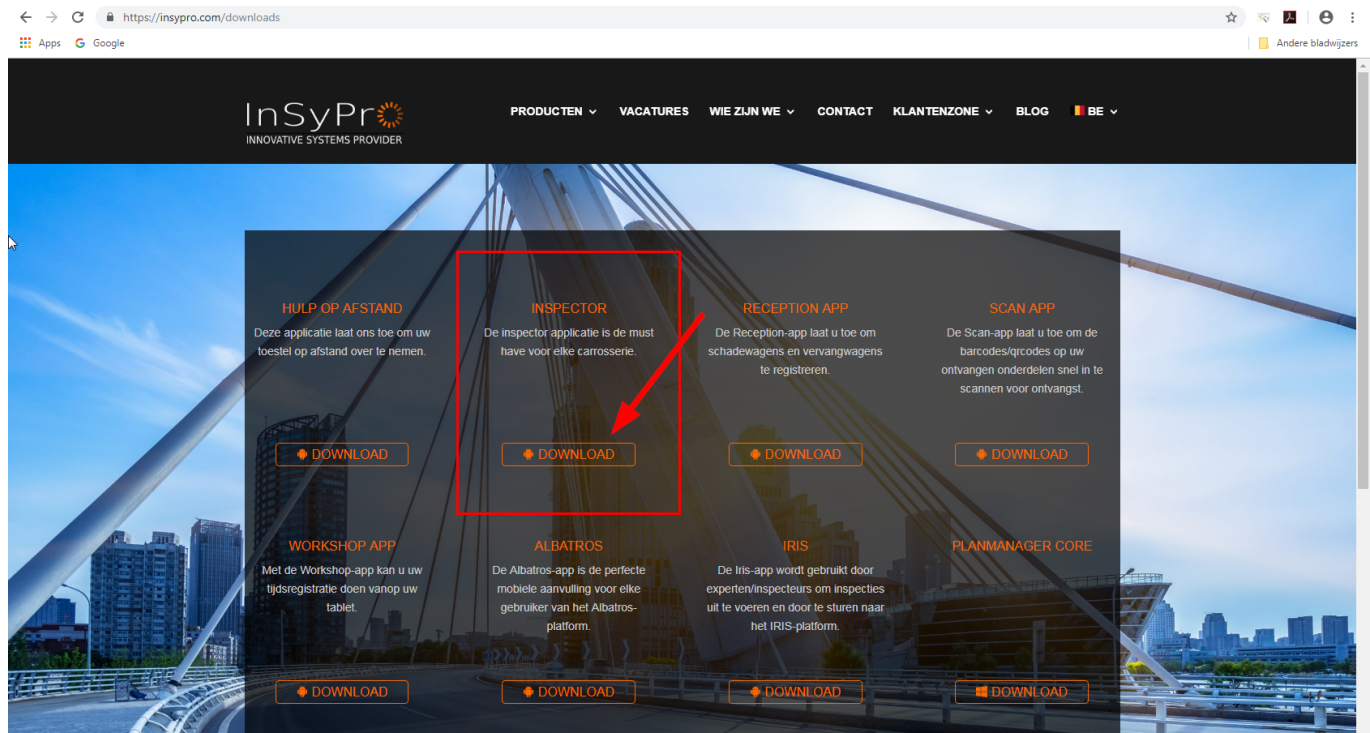 https://insypro.com/downloads
Apps Google
Andere bladwijzers
InSyPr
INNOVATIVE SYSTEMS PROVIDER
PRODUCTEN VACATURES WIE ZIJN WE CONTACT KLANTENZONE BLOG BE
HULP OP AFSTAND
Deze applicatie laat ons toe om uw
toestel op afstand over te nemen.
DOWNLOAD
INSPECTOR
De inspector applicatie is de must
have voor elke carrosserie.
DOWNLOAD
RECEPTION APP
De Reception-app laat u toe om
schadewagens en vervangwagens
te registreren.
DOWNLOAD
SCAN APP
De Scan-app laat u toe om de
barcodes/qrcodes op uw
ontvangen onderdelen snel in te
scannen voor ontvangst.
DOWNLOAD
WORKSHOP APP
Met de Workshop-app kan u uw
tijdsregistratie doen vanop uw
tablet.
DOWNLOAD
ALBATROS
De Albatros-app is de perfecte
mobiele aanvulling voor elke
gebruiker van het Albatros-
platform.
DOWNLOAD
IRIS
De Iris-app wordt gebruikt door
experten/inspecteurs om inspecties
uit te voeren en door te sturen naar
het IRIS-platform.
DOWNLOAD
PLANMANAGER CORE
DOWNLOAD